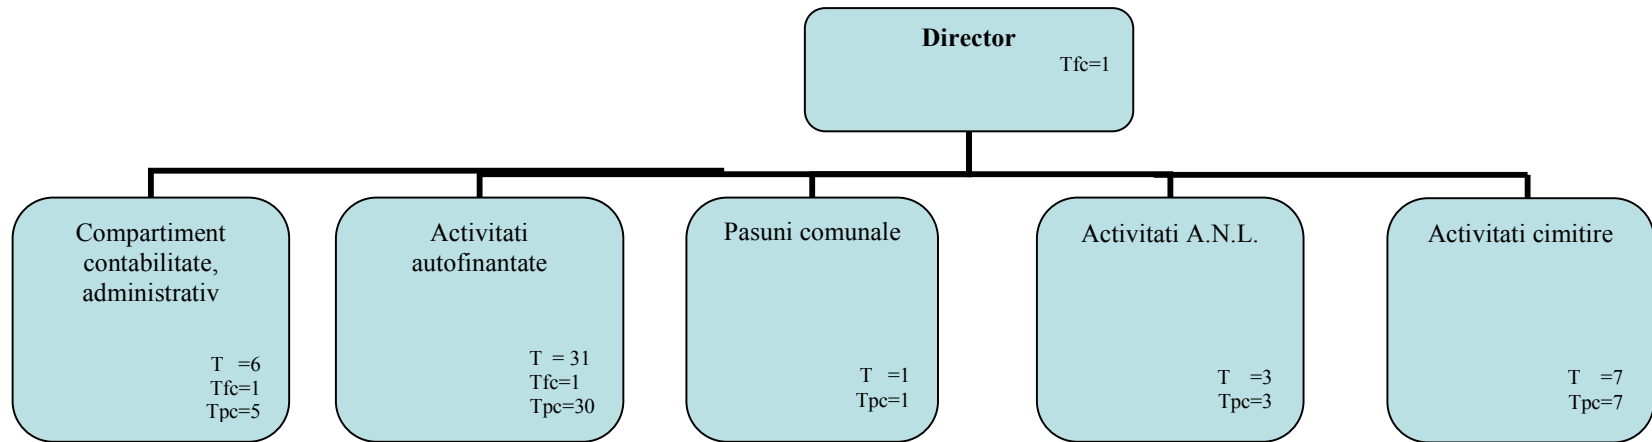 Director
Tfc=1
Compartiment
contabilitate,
administrativ
T =6
Tfc=1
Tpc=5
Activitati
autofinantate
T = 31
Tfc=1
Tpc=30
Pasuni comunale
T =1
Tpc=1
Activitati A.N.L.
T =3
Tpc=3
Activitati cimitire
T =7
Tpc=7